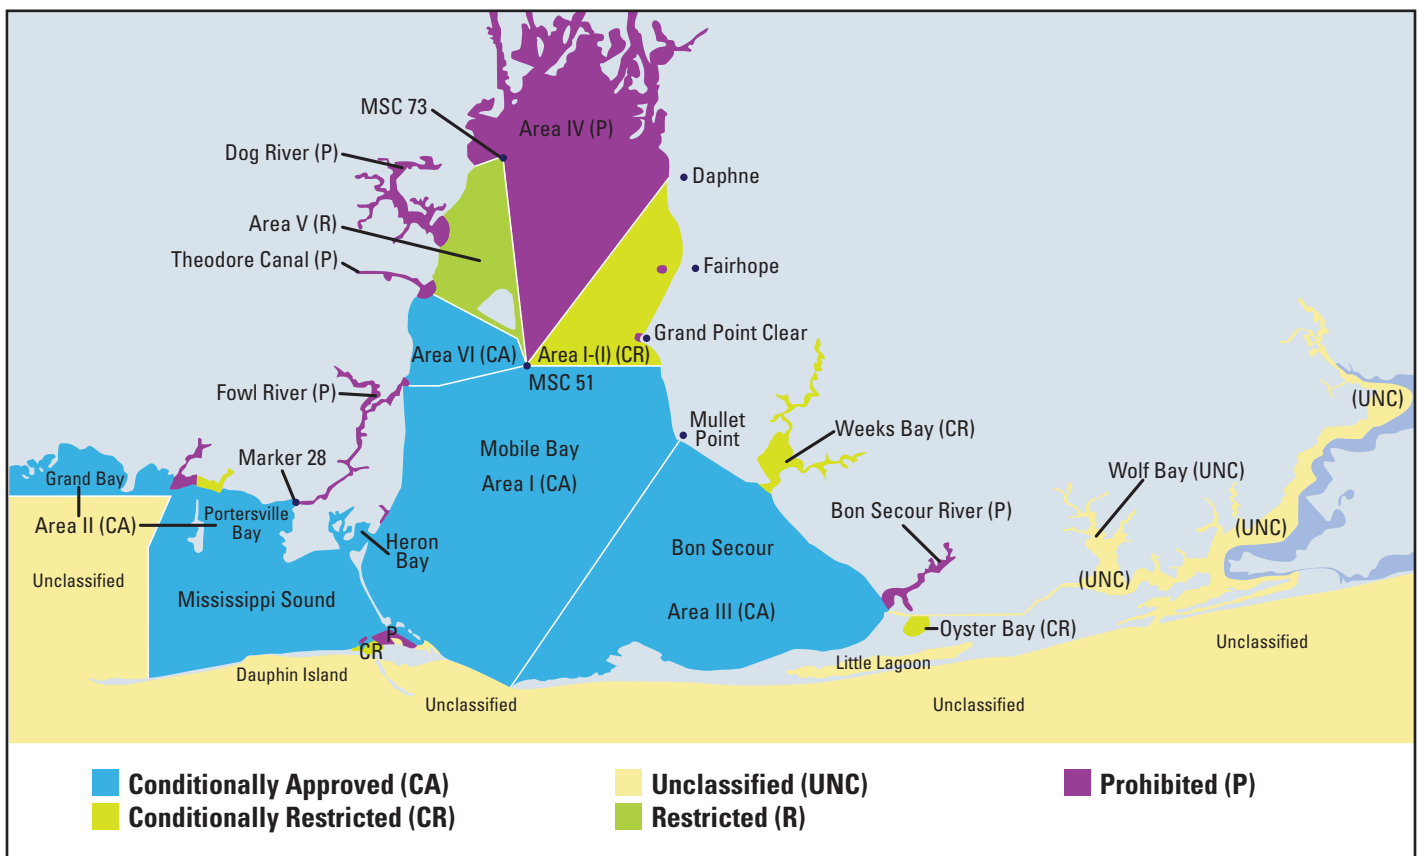 MSC 73
Area IV (P)
Dog River (P)
Daphne
Area V (R)
Theodore Canal (P)
Fairhope
Grand Point Clear
Area VI (CA)
Area I-(I) (CR)
MSC 51
Fowl River (P)
(UNC)
Mullet
Point
Weeks Bay (CR)
Mobile Bay
Area I (CA)
Marker 28
Grand Bay
Wolf Bay (UNC)
Portersville
Bay
Area II (CA)
Bon Secour River (P)
(UNC)
Heron
Bay
Bon Secour
Area III (CA)
Unclassified
(UNC)
Mississippi Sound
P
CR
Oyster Bay (CR)
Unclassified
Little Lagoon
Dauphin Island
Unclassified
Unclassified
Conditionally Approved (CA)
Unclassified (UNC)
Prohibited (P)
Conditionally Restricted (CR)
Restricted (R)